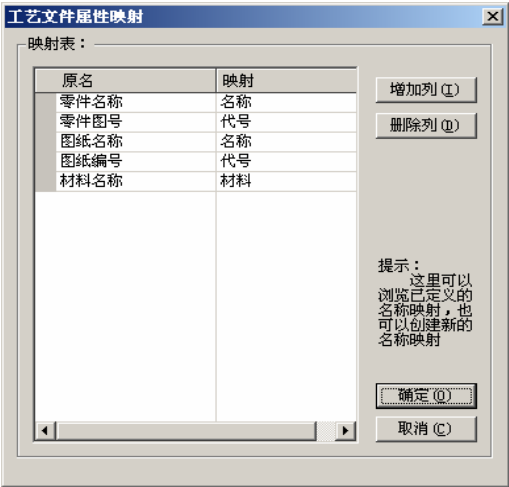 工艺文件属性映射
映射表：
原名 映射
零件名称 名称
零件图号 代号
图纸名称 名称
图纸编号 代号
材料名称 材料
增加列(I)
删除列(D)
提示：
这里可以
浏览已定义的
名称映射，也
可以创建新的
名称映射
确定(O)
取消(C)